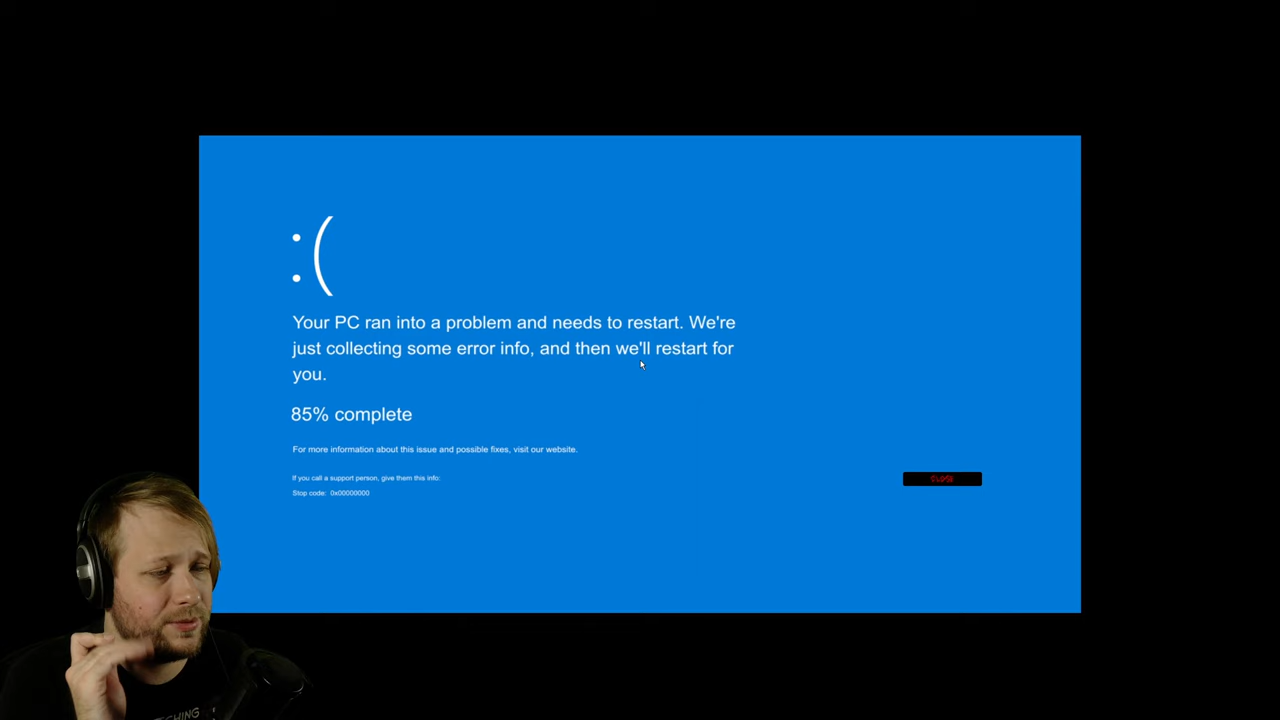 :(
Your PC ran into a problem and needs to restart. We're
just collecting some error info, and then we'll restart for
you.
85% complete
For more information about this issue and possible fixes, visit our website.
If you call a support person, give them this info:
Stop code: 0x00000000
CLOSE